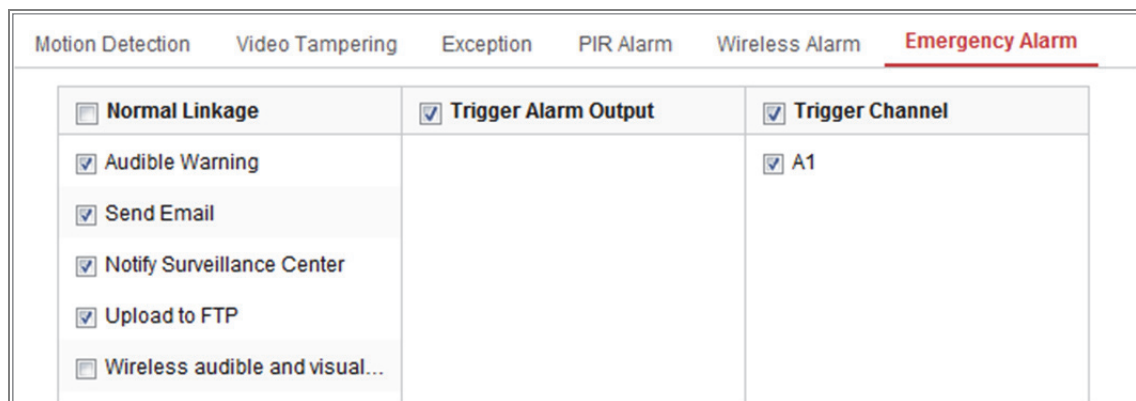 Motion Detection Video Tampering Exception PIR Alarm Wireless Alarm Emergency Alarm
Normal Linkage Trigger Alarm Output Trigger Channel
Audible Warning A1
Send Email
Notify Surveillance Center
Upload to FTP
Wireless audible and visual...